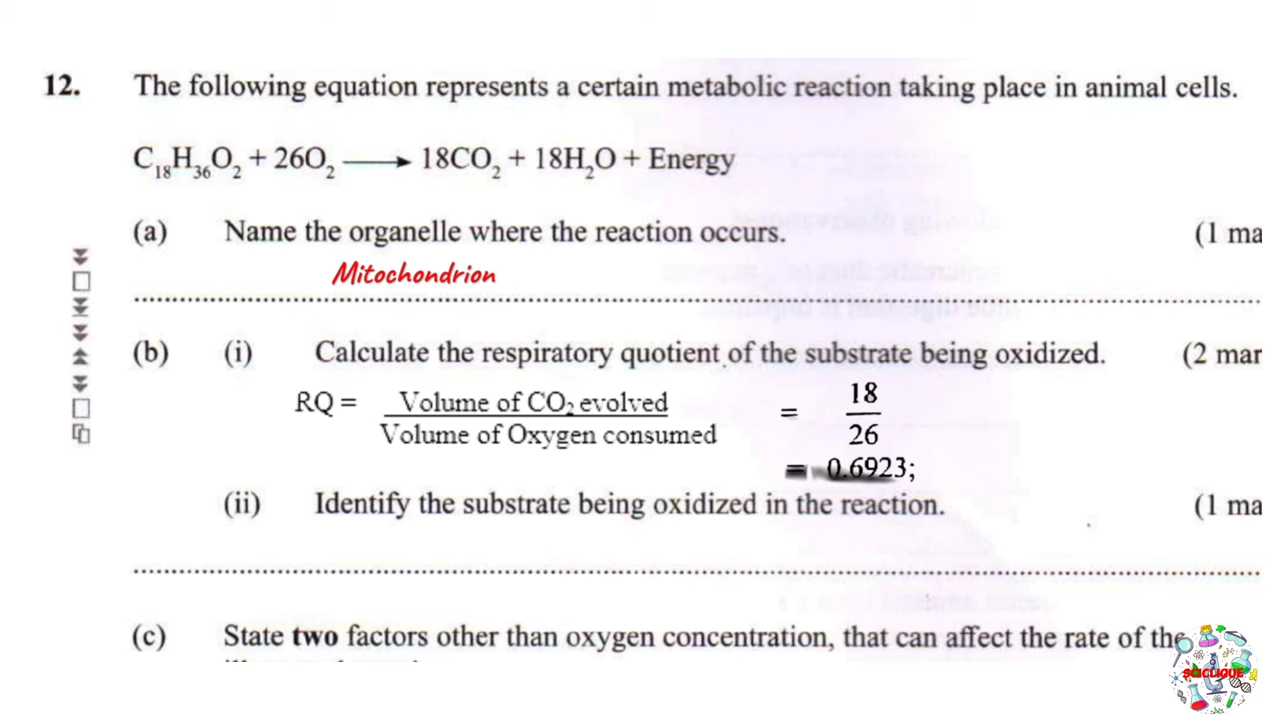 12. The following equation represents a certain metabolic reaction taking place in animal cells.
C₁₈H₃₆O₂ + 26O₂ ⟶ 18CO₂ + 18H₂O + Energy
(a) Name the organelle where the reaction occurs. (1 ma
Mitochondrion
(b) (i) Calculate the respiratory quotient of the substrate being oxidized. (2 mar
RQ = Volume of CO₂ evolved = 18
Volume of Oxygen consumed 26
= 0.6923;
(ii) Identify the substrate being oxidized in the reaction. (1 ma
(c) State two factors other than oxygen concentration, that can affect the rate of the
SCICLIQUE